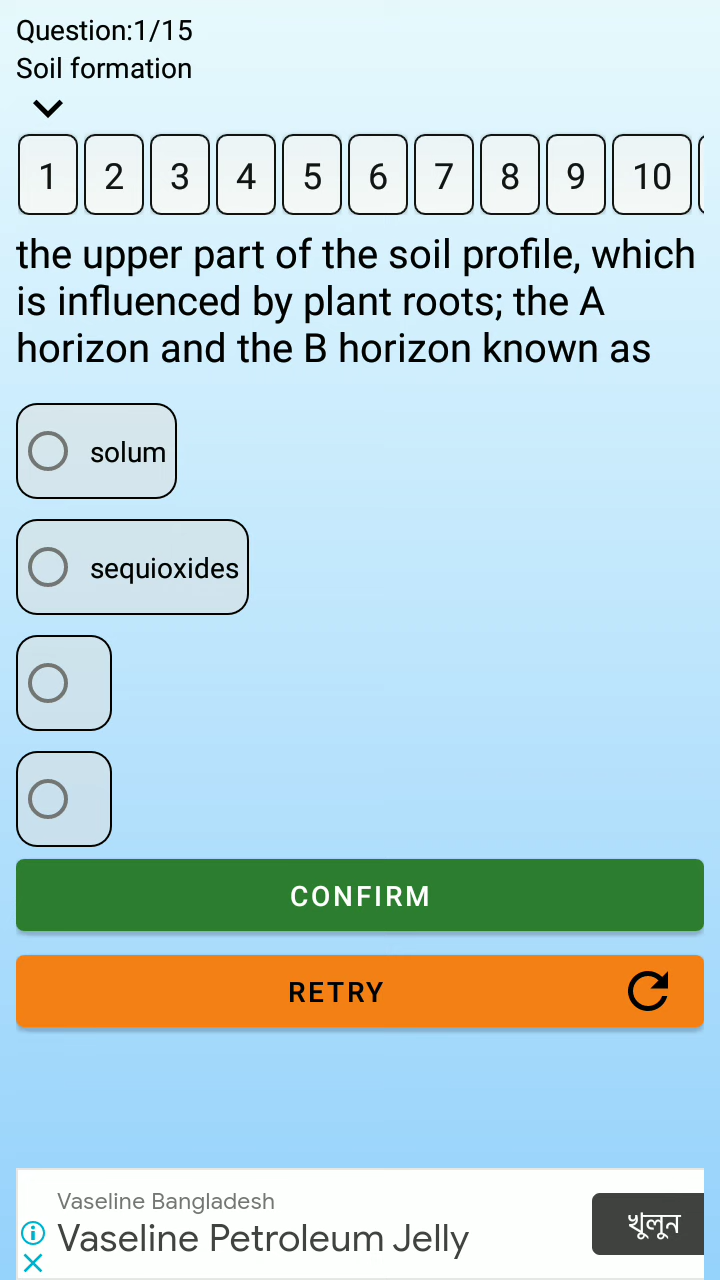 Question:1/15
Soil formation
1 2 3 4 5 6 7 8 9 10
the upper part of the soil profile, which
is influenced by plant roots; the A
horizon and the B horizon known as
solum
sequioxides
CONFIRM
RETRY
Vaseline Bangladesh
Vaseline Petroleum Jelly
খুলুন